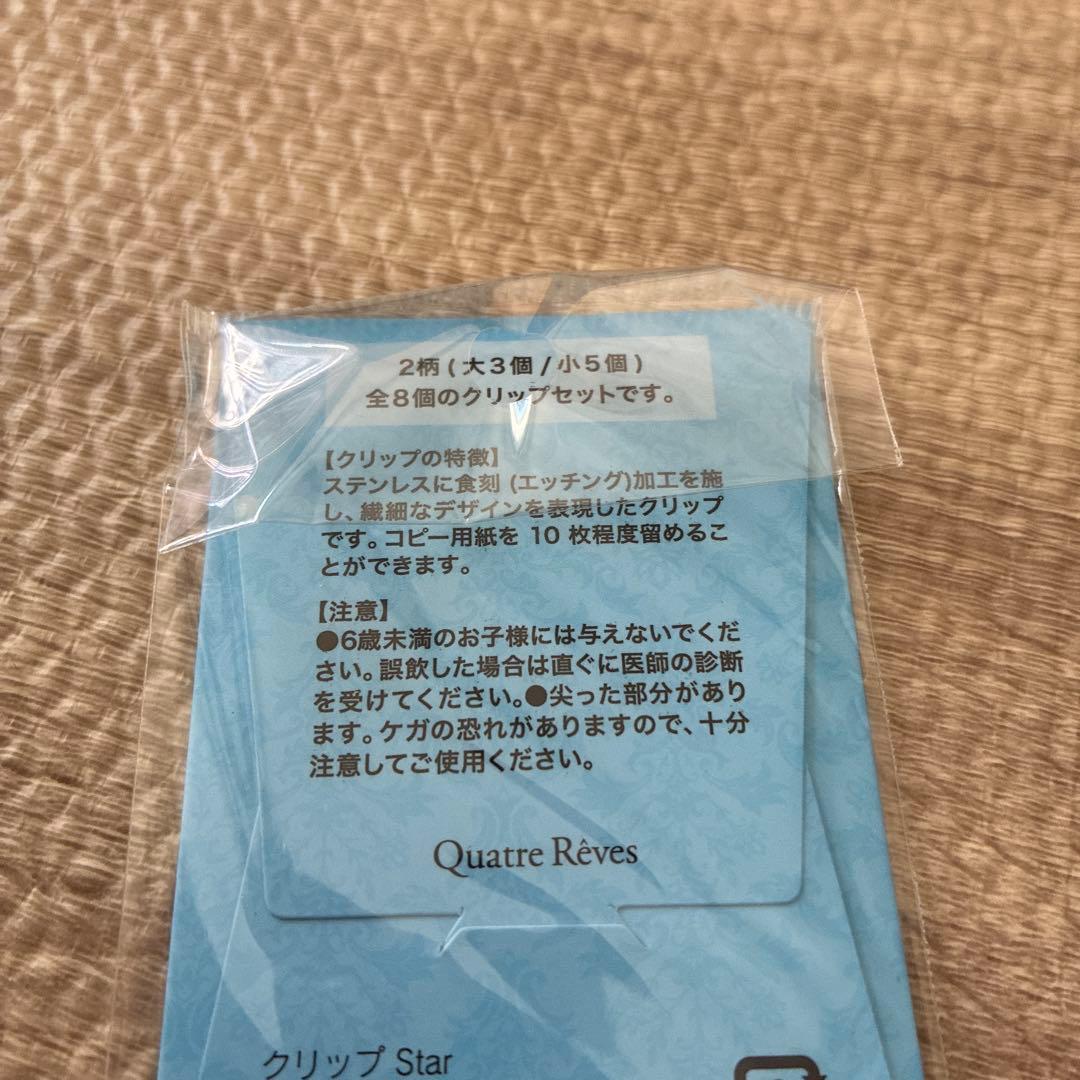 2柄(大3個/小5個)
全8個のクリップセットです。
【クリップの特徴】
ステンレスに食刻(エッチング)加工を施
し、繊細なデザインを表現したクリップ
です。コピー用紙を 10 枚程度留めるこ
とができます。
【注意】
●6歳未満のお子様には与えないでくだ
さい。誤飲した場合は直ぐに医師の診断
を受けてください。●尖った部分があり
ます。ケガの恐れがありますので、十分
注意してご使用ください。
Quatre Rêves
クリップ Star